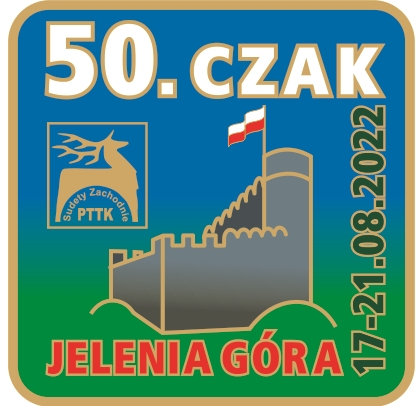 50. CZAK
Sudety Zachodnie
PTTK
17-21.08.2022
JELENIA GÓRA